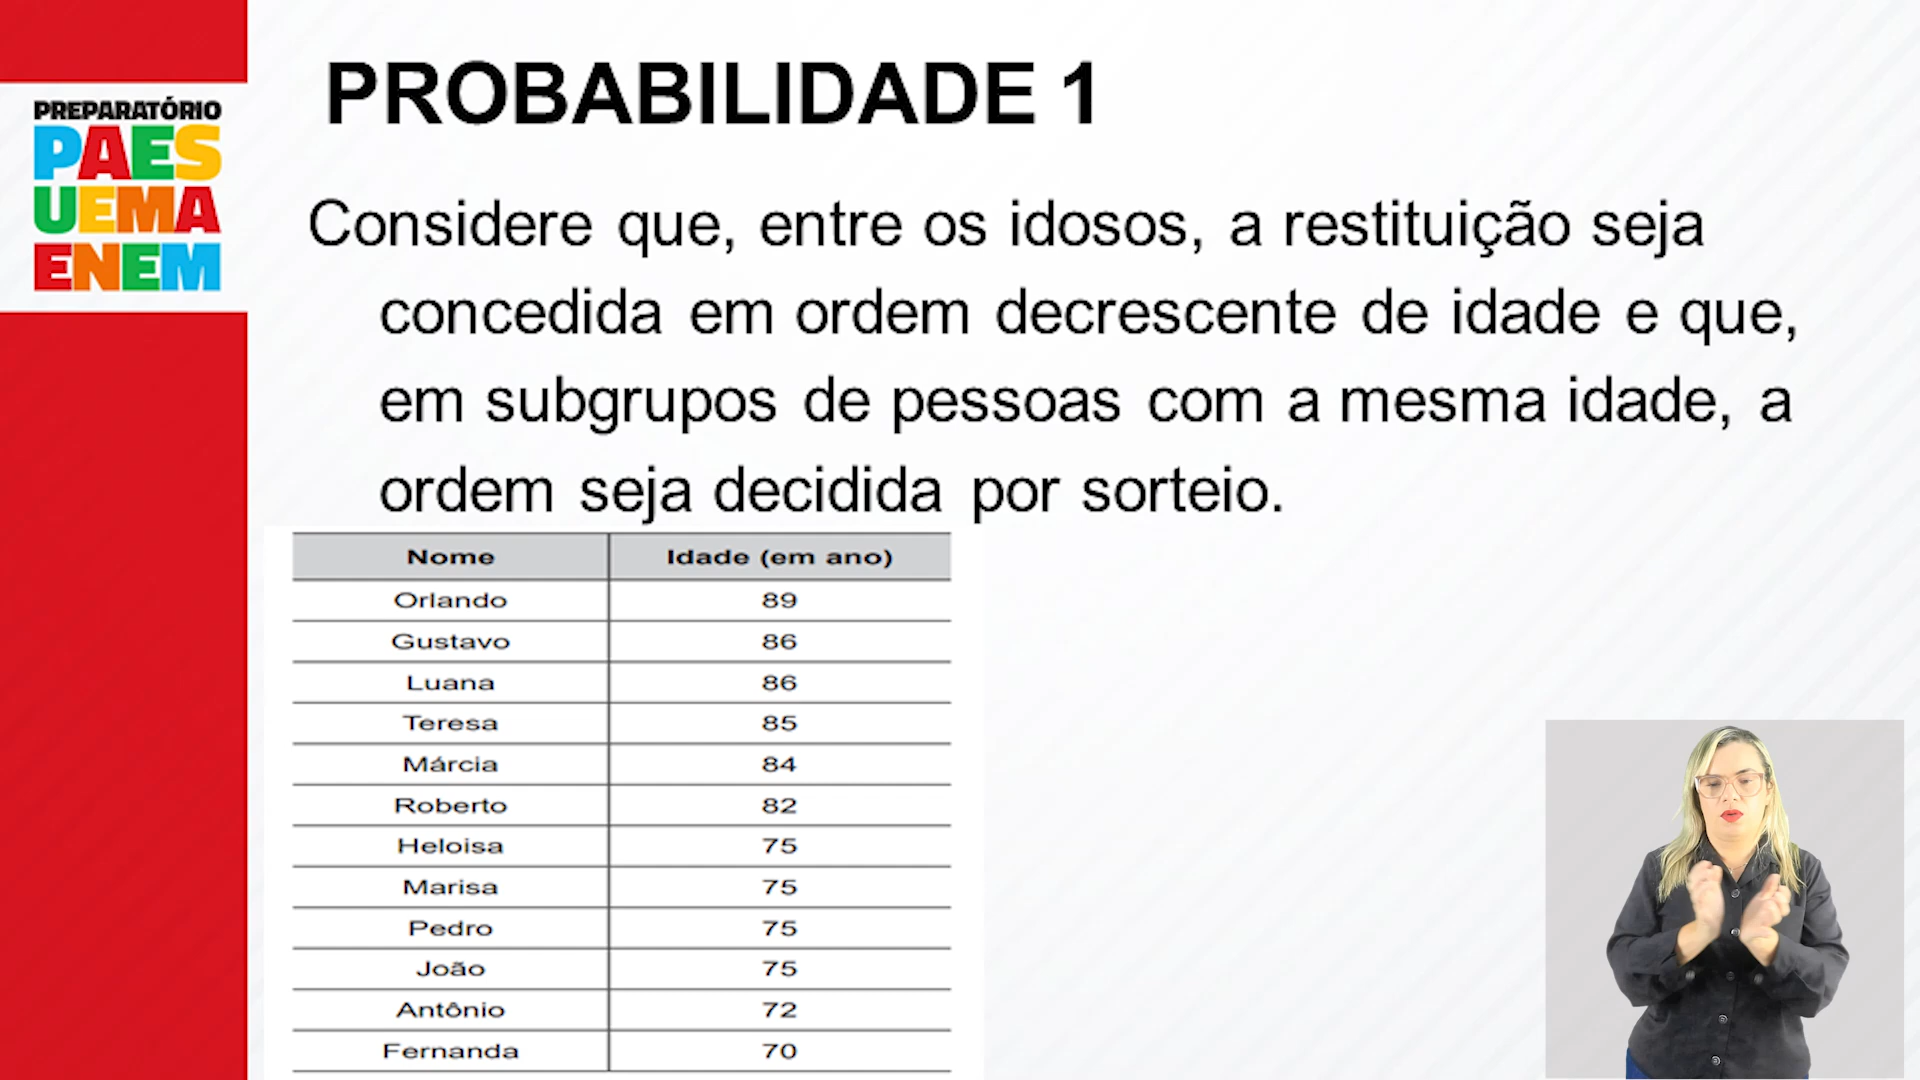 PREPARATÓRIO
PAES
UEMA
ENEM
PROBABILIDADE 1
Considere que, entre os idosos, a restituição seja
concedida em ordem decrescente de idade e que,
em subgrupos de pessoas com a mesma idade, a
ordem seja decidida por sorteio.
Nome Idade (em ano)
Orlando 89
Gustavo 86
Luana 86
Teresa 85
Márcia 84
Roberto 82
Heloisa 75
Marisa 75
Pedro 75
João 75
Antônio 72
Fernanda 70